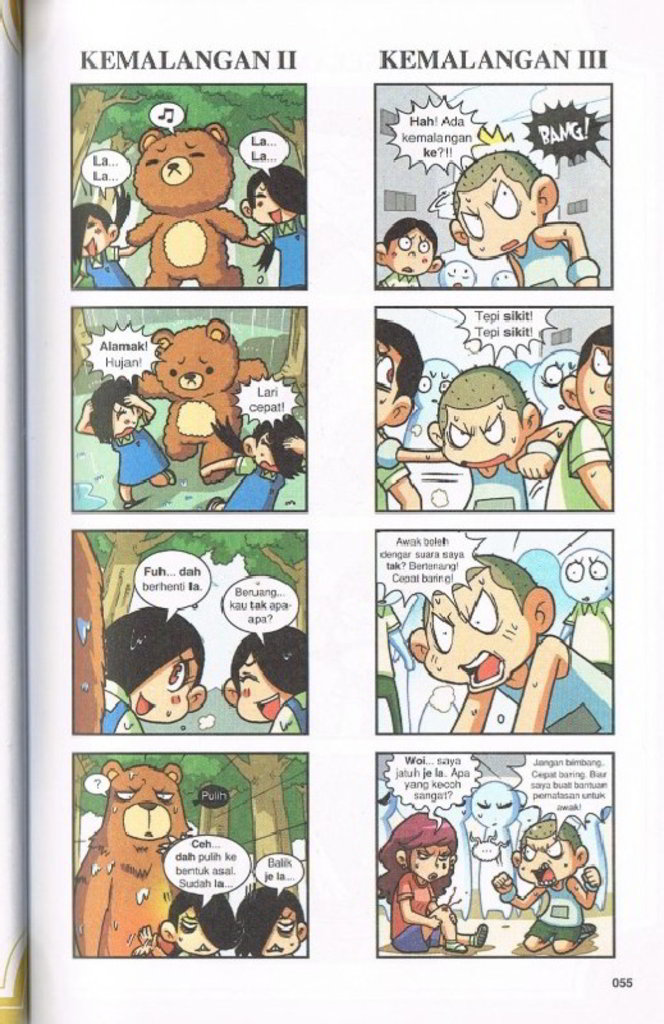 KEMALANGAN II
La...
La...
La...
La...
Alamak!
Hujan!
Lari
cepat!
Fuh... dah
berhenti la.
Beruang...
kau tak apa-
apa?
?
Pulih
Ceh...
dah pulih ke
bentuk asal.
Sudah la...
Balik
je la.
KEMALANGAN III
Hah! Ada
kemalangan
ke?!!
BANG!
Tepi sikit!
Tepi sikit!
Awak boleh
dengar suara saya
tak? Bertenang!
Cepat baring!
Woi... saya
jatuh je la. Apa
yang kecoh
sangat?
Jangan bimbang.
Cepat baring. Biar
saya buat bantuan
pernafasan untuk
awak!
...
055